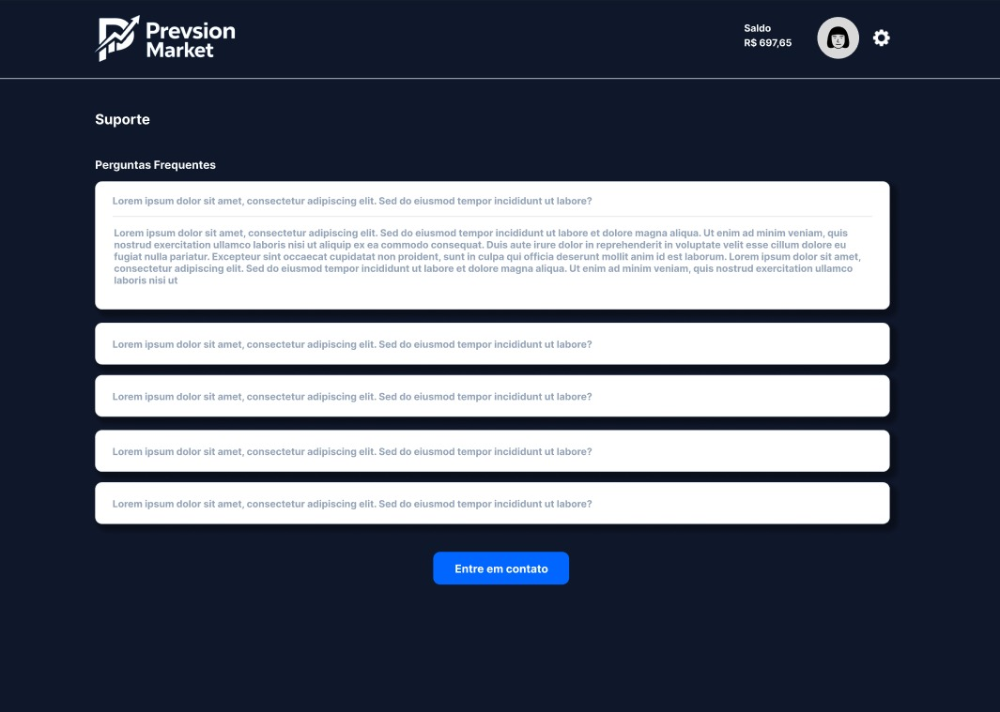 Prevsion
Market
Saldo
R$ 697,65
Suporte
Perguntas Frequentes
Lorem ipsum dolor sit amet, consectetur adipiscing elit. Sed do eiusmod tempor incididunt ut labore?
Lorem ipsum dolor sit amet, consectetur adipiscing elit. Sed do eiusmod tempor incididunt ut labore et dolore magna aliqua. Ut enim ad minim veniam, quis
nostrud exercitation ullamco laboris nisi ut aliquip ex ea commodo consequat. Duis aute irure dolor in reprehenderit in voluptate velit esse cillum dolore eu
fugiat nulla pariatur. Excepteur sint occaecat cupidatat non proident, sunt in culpa qui officia deserunt mollit anim id est laborum. Lorem ipsum dolor sit amet,
consectetur adipiscing elit. Sed do eiusmod tempor incididunt ut labore et dolore magna aliqua. Ut enim ad minim veniam, quis nostrud exercitation ullamco
laboris nisi ut
Lorem ipsum dolor sit amet, consectetur adipiscing elit. Sed do eiusmod tempor incididunt ut labore?
Lorem ipsum dolor sit amet, consectetur adipiscing elit. Sed do eiusmod tempor incididunt ut labore?
Lorem ipsum dolor sit amet, consectetur adipiscing elit. Sed do eiusmod tempor incididunt ut labore?
Lorem ipsum dolor sit amet, consectetur adipiscing elit. Sed do eiusmod tempor incididunt ut labore?
Entre em contato